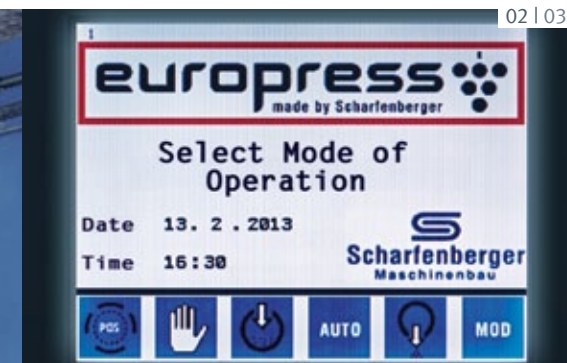 02 | 03
1
europress
made by Scharfenberger
Select Mode of
Operation
Date 13. 2 . 2013
Time 16:30
Scharfenberger
Maschinenbau
POS
AUTO
MOD